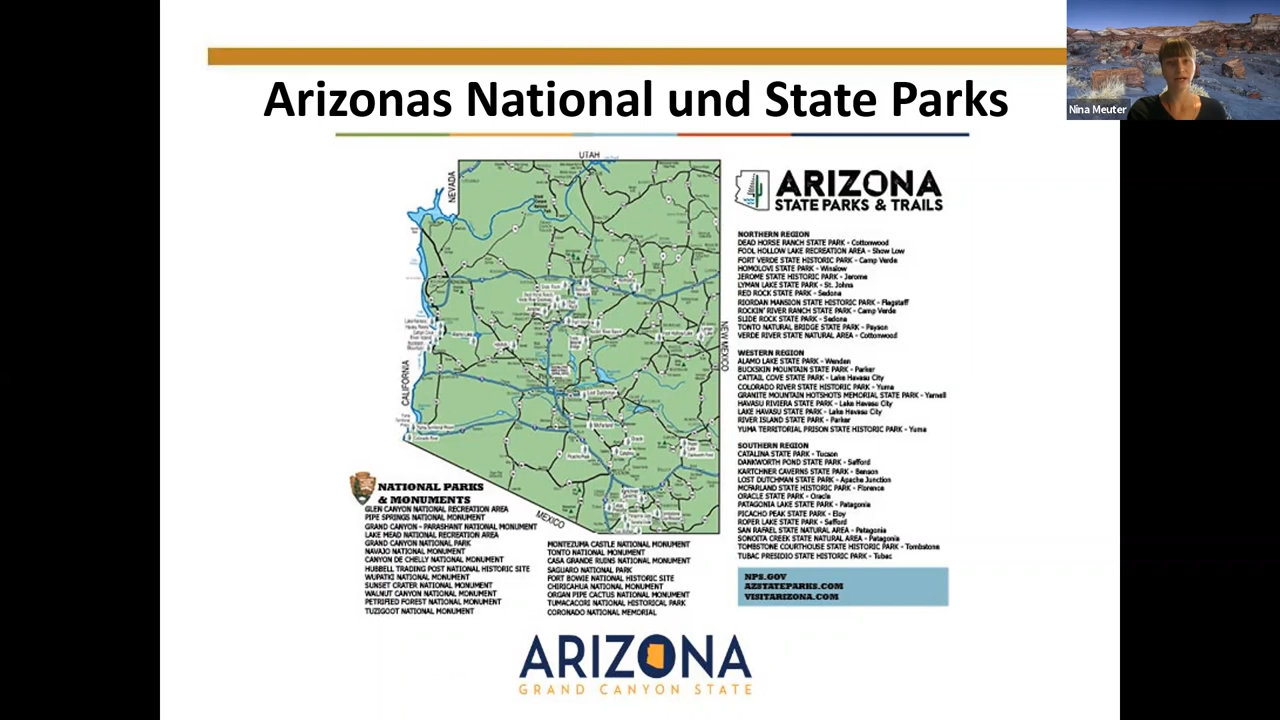 Arizonas National und State Parks
Nina Meuter
UTAH
NEVADA
CALIFORNIA
NEW MEXICO
MEXICO
ARIZONA
STATE PARKS & TRAILS
NORTHERN REGION
DEAD HORSE RANCH STATE PARK - Cottonwood
FOOL HOLLOW LAKE RECREATION AREA - Show Low
FORT VERDE STATE HISTORIC PARK - Camp Verde
HOMOLOVI STATE PARK - Winslow
JEROME STATE HISTORIC PARK - Jerome
LYMAN LAKE STATE PARK - St. Johns
RED ROCK STATE PARK - Sedona
RIORDAN MANSION STATE HISTORIC PARK - Flagstaff
ROCKIN' RIVER RANCH STATE PARK - Camp Verde
SLIDE ROCK STATE PARK - Sedona
TONTO NATURAL BRIDGE STATE PARK - Payson
VERDE RIVER STATE NATURAL AREA - Cottonwood
WESTERN REGION
ALAMO LAKE STATE PARK - Wenden
BUCKSKIN MOUNTAIN STATE PARK - Parker
CATTAIL COVE STATE PARK - Lake Havasu City
COLORADO RIVER STATE HISTORIC PARK - Yuma
GRANITE MOUNTAIN HOTSHOTS MEMORIAL STATE PARK - Yarnell
HAVASU RIVIERA STATE PARK - Lake Havasu City
LAKE HAVASU STATE PARK - Lake Havasu City
RIVER ISLAND STATE PARK - Parker
YUMA TERRITORIAL PRISON STATE HISTORIC PARK - Yuma
SOUTHERN REGION
CATALINA STATE PARK - Tucson
DANKWORTH POND STATE PARK - Safford
KARTCHNER CAVERNS STATE PARK - Benson
LOST DUTCHMAN STATE PARK - Apache Junction
MCFARLAND STATE HISTORIC PARK - Florence
ORACLE STATE PARK - Oracle
PATAGONIA LAKE STATE PARK - Patagonia
PICACHO PEAK STATE PARK - Eloy
ROPER LAKE STATE PARK - Safford
SAN RAFAEL STATE NATURAL AREA - Patagonia
SONOITA CREEK STATE NATURAL AREA - Patagonia
TOMBSTONE COURTHOUSE STATE HISTORIC PARK - Tombstone
TUBAC PRESIDIO STATE HISTORIC PARK - Tubac
NPS.GOV
AZSTATEPARKS.COM
VISITARIZONA.COM
NATIONAL PARKS
& MONUMENTS
GLEN CANYON NATIONAL RECREATION AREA
PIPE SPRINGS NATIONAL MONUMENT
GRAND CANYON - PARASHANT NATIONAL MONUMENT
LAKE MEAD NATIONAL RECREATION AREA
GRAND CANYON NATIONAL PARK
NAVAJO NATIONAL MONUMENT
CANYON DE CHELLY NATIONAL MONUMENT
HUBBELL TRADING POST NATIONAL HISTORIC SITE
WUPATKI NATIONAL MONUMENT
SUNSET CRATER NATIONAL MONUMENT
WALNUT CANYON NATIONAL MONUMENT
PETRIFIED FOREST NATIONAL MONUMENT
TUZIGOOT NATIONAL MONUMENT
MONTEZUMA CASTLE NATIONAL MONUMENT
TONTO NATIONAL MONUMENT
CASA GRANDE RUINS NATIONAL MONUMENT
SAGUARO NATIONAL PARK
FORT BOWIE NATIONAL HISTORIC SITE
CHIRICAHUA NATIONAL MONUMENT
ORGAN PIPE CACTUS NATIONAL MONUMENT
TUMACACORI NATIONAL HISTORICAL PARK
CORONADO NATIONAL MEMORIAL
ARIZONA
GRAND CANYON STATE